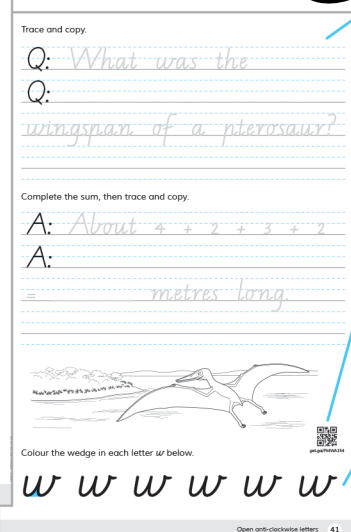 Trace and copy.
Q: What was the
Q:
wingspan of a pterosaur?
Complete the sum, then trace and copy.
A: About 4 + 2 + 3 + 2
A:
= metres long.
Colour the wedge in each letter w below.
w w w w w w
Open anti-clockwise letters 41